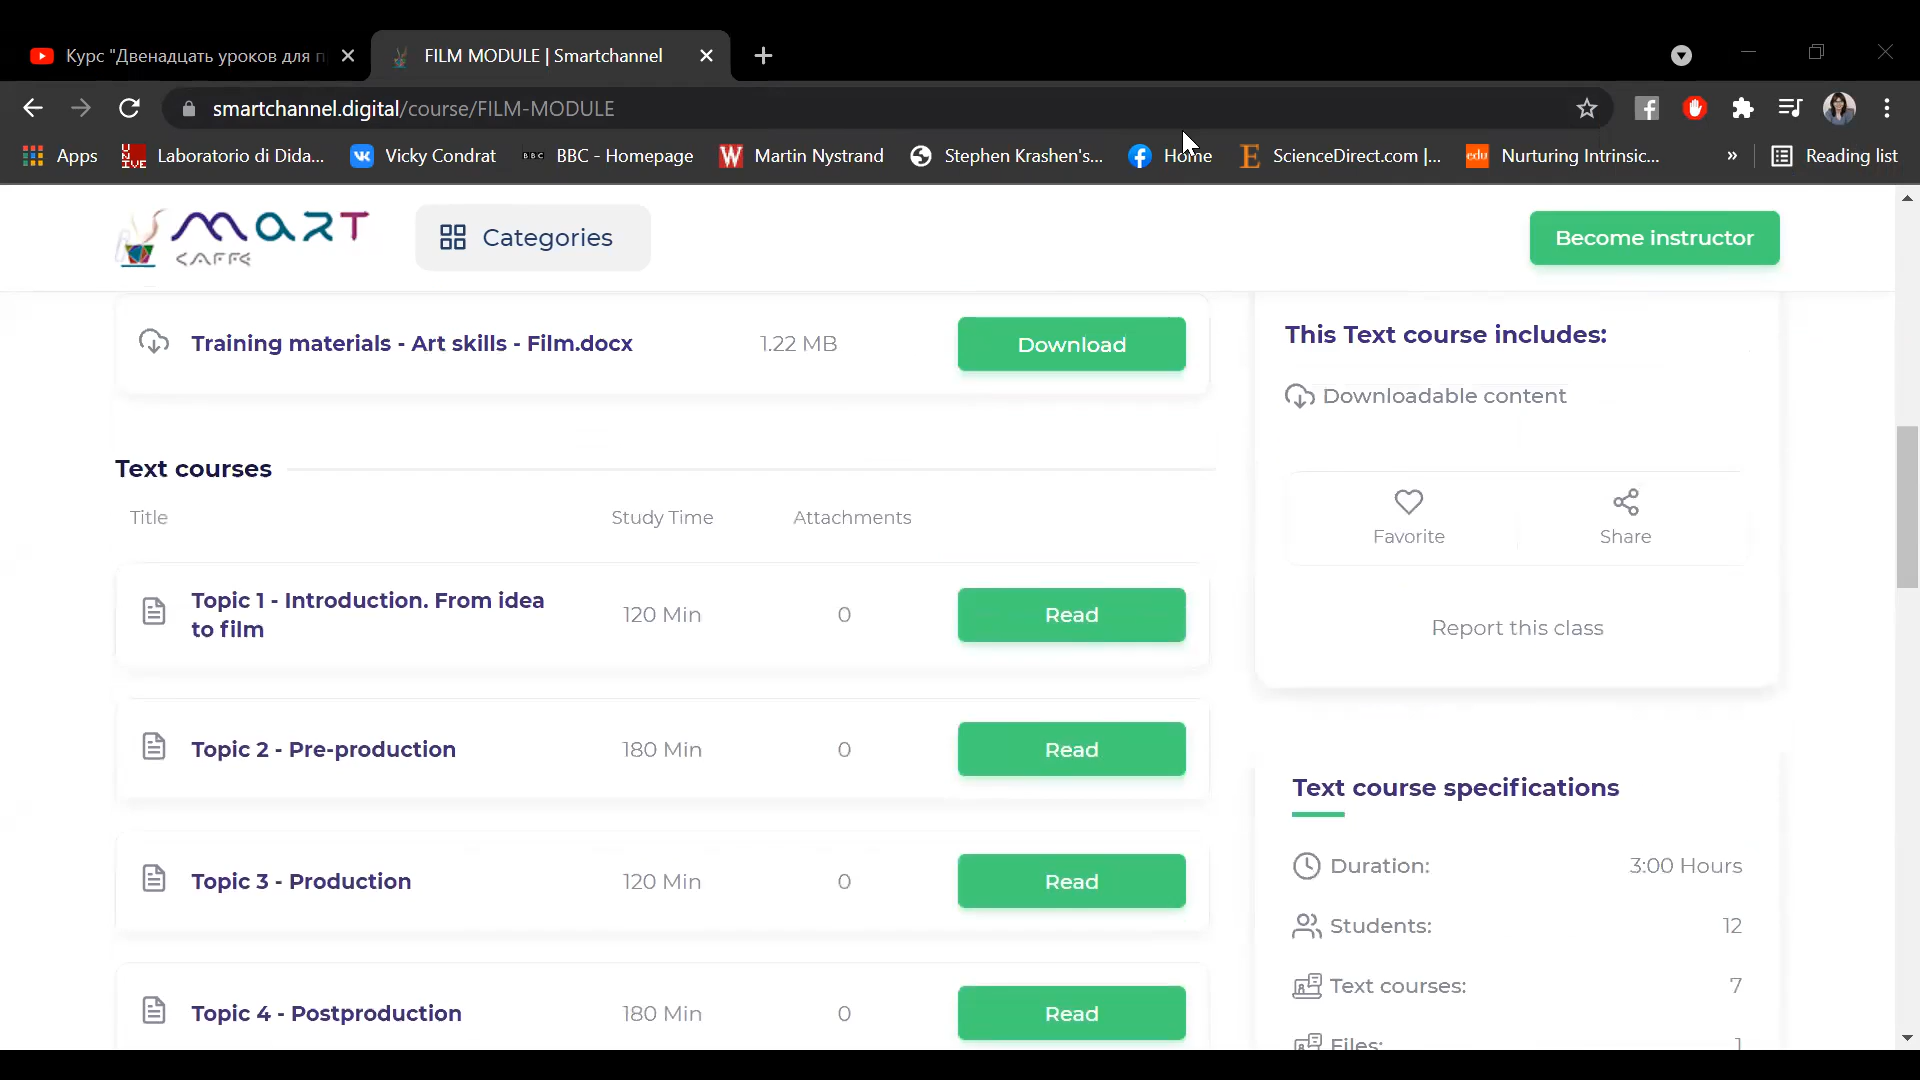 Курс "Двенадцать уроков для п
FILM MODULE | Smartchannel
smartchannel.digital/course/FILM-MODULE
Apps
Laboratorio di Dida...
Vicky Condrat
BBC - Homepage
Martin Nystrand
Stephen Krashen's...
Home
ScienceDirect.com |...
Nurturing Intrinsic...
»
Reading list
SMART
CAFFE
Categories
Become instructor
Training materials - Art skills - Film.docx
1.22 MB
Download
Text courses
Title
Study Time
Attachments
Topic 1 - Introduction. From idea
to film
120 Min
0
Read
Topic 2 - Pre-production
180 Min
0
Read
Topic 3 - Production
120 Min
0
Read
Topic 4 - Postproduction
180 Min
0
Read
This Text course includes:
Downloadable content
Favorite
Share
Report this class
Text course specifications
Duration:
3:00 Hours
Students:
12
Text courses:
7
Files:
1